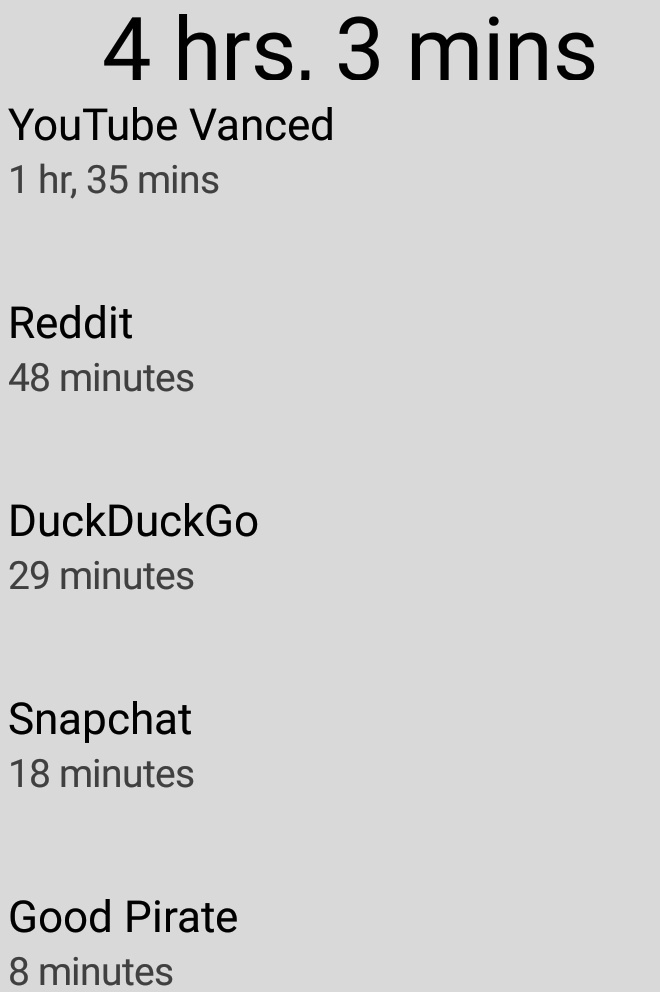 4 hrs. 3 mins
YouTube Vanced
1 hr, 35 mins
Reddit
48 minutes
DuckDuckGo
29 minutes
Snapchat
18 minutes
Good Pirate
8 minutes